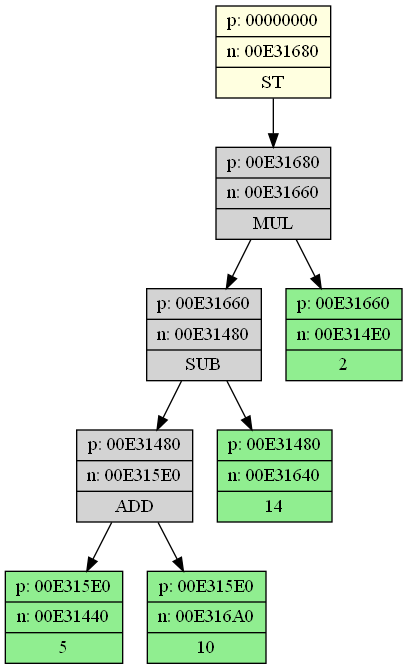 p: 00000000
n: 00E31680
ST
p: 00E31680
n: 00E31660
MUL
p: 00E31660
n: 00E31480
SUB
p: 00E31660
n: 00E314E0
2
p: 00E31480
n: 00E315E0
ADD
p: 00E31480
n: 00E31640
14
p: 00E315E0
n: 00E31440
5
p: 00E315E0
n: 00E316A0
10